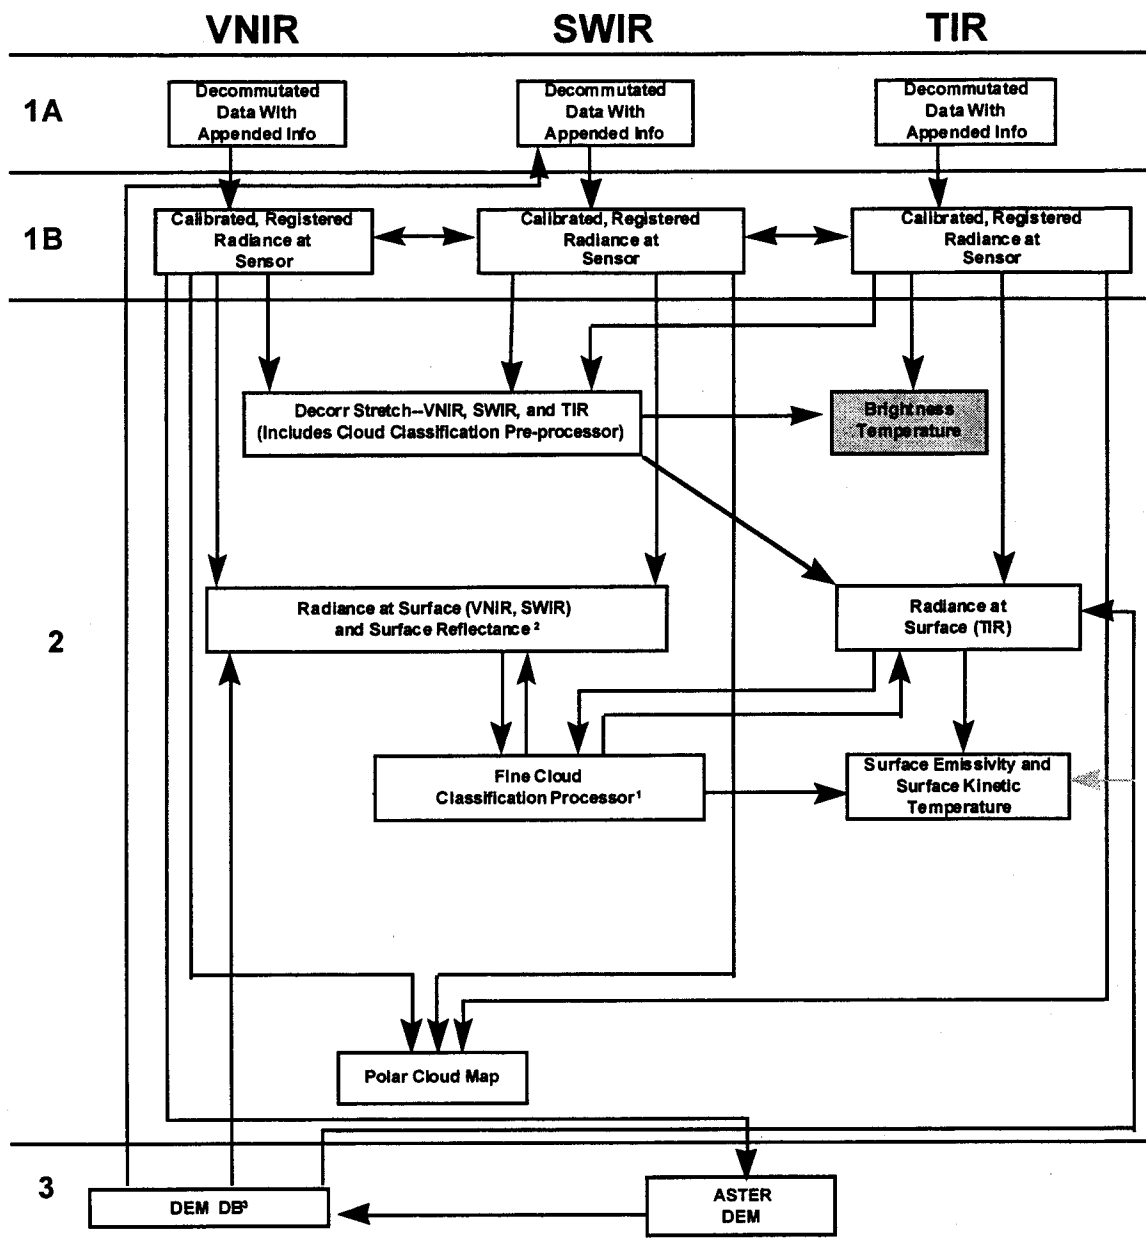 VNIR SWIR TIR
1A
Decommutated
Data With
Appended Info
Decommutated
Data With
Appended Info
Decommutated
Data With
Appended Info
1B
Calibrated, Registered
Radiance at
Sensor
Calibrated, Registered
Radiance at
Sensor
Calibrated, Registered
Radiance at
Sensor
Decorr Stretch--VNIR, SWIR, and TIR
(Includes Cloud Classification Pre-processor)
Brightness
Temperature
2
Radiance at Surface (VNIR, SWIR)
and Surface Reflectance ²
Radiance at
Surface (TIR)
Fine Cloud
Classification Processor ¹
Surface Emissivity and
Surface Kinetic
Temperature
Polar Cloud Map
3
DEM DB³
ASTER
DEM